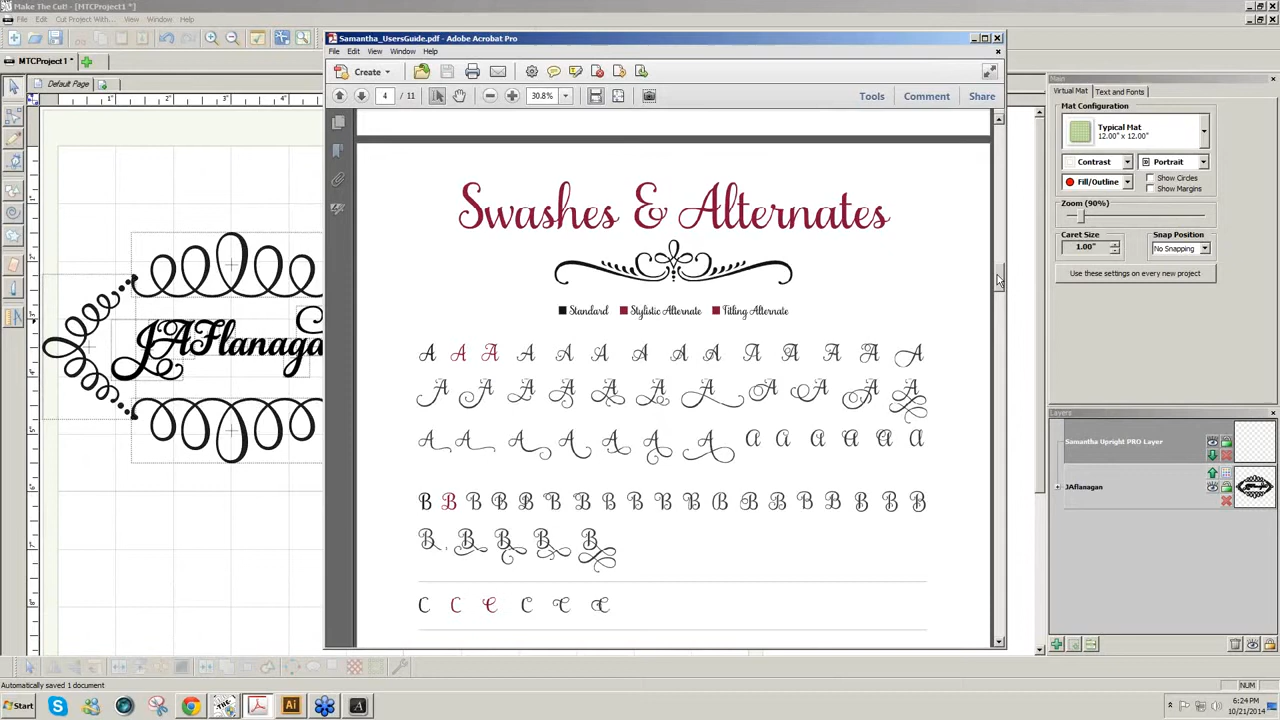 Make The Cut! - [MTCProject1 *]
File Edit Cut Project With... View Window Help
MTCProject1 *
Default Page
JAFlanaga
Samantha_UsersGuide.pdf - Adobe Acrobat Pro
File Edit View Window Help
Create
4 / 11 30.8%
Tools Comment Share
Swashes & Alternates
Standard Stylistic Alternate Titling Alternate
A A A A A A A A A A A A A A
A A A A A A A A A A A
A A A A A A A A A A A A A
B B B B B B B B B B B B B B B B B B B
B B B B B
C C C C C C
Main
Virtual Mat Text and Fonts
Mat Configuration
Typical Mat
12.00" x 12.00"
Contrast Portrait
Fill/Outline Show Circles
Show Margins
Zoom (90%)
Caret Size Snap Position
1.00" No Snapping
Use these settings on every new project
Layers
Samantha Upright PRO Layer
JAflanagan
Automatically saved 1 document
NUM
Start
6:24 PM
10/21/2014